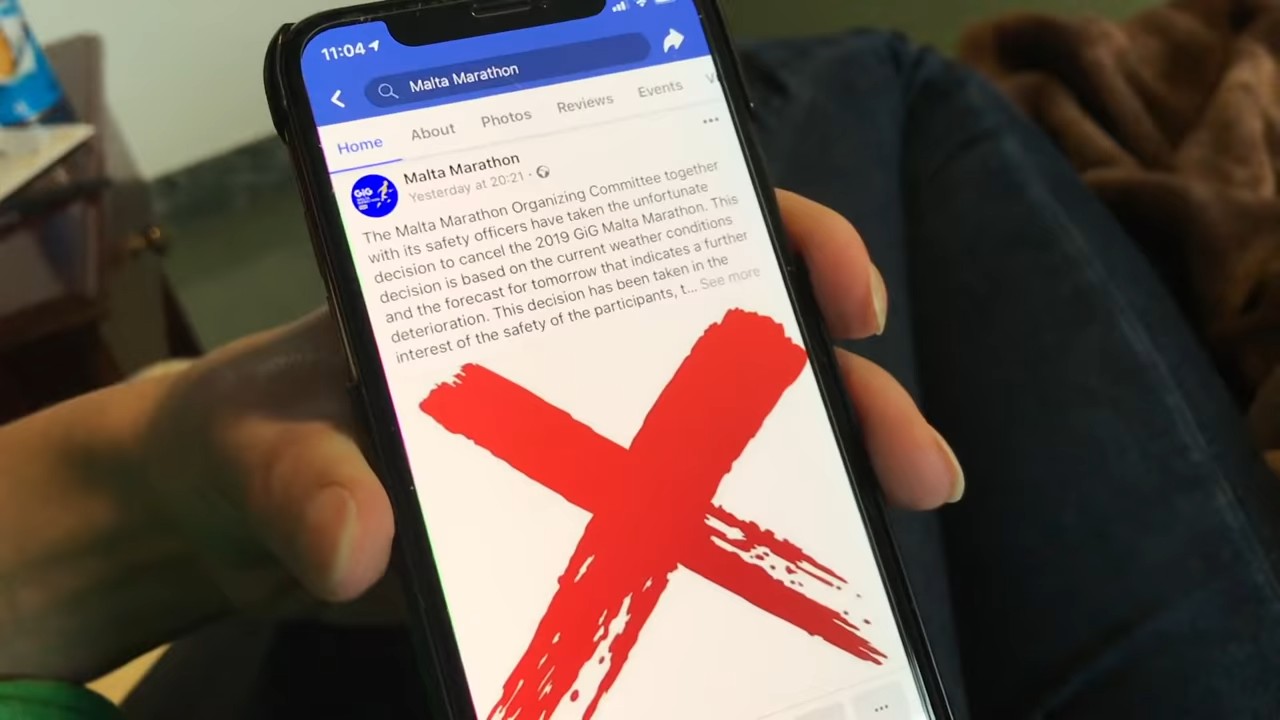 11:04
Malta Marathon
Home About Photos Reviews Events
GiG
Malta Marathon
Yesterday at 20:21 ·
The Malta Marathon Organizing Committee together
with its safety officers have taken the unfortunate
decision to cancel the 2019 GiG Malta Marathon. This
decision is based on the current weather conditions
and the forecast for tomorrow that indicates a further
deterioration. This decision has been taken in the
interest of the safety of the participants, t... See more